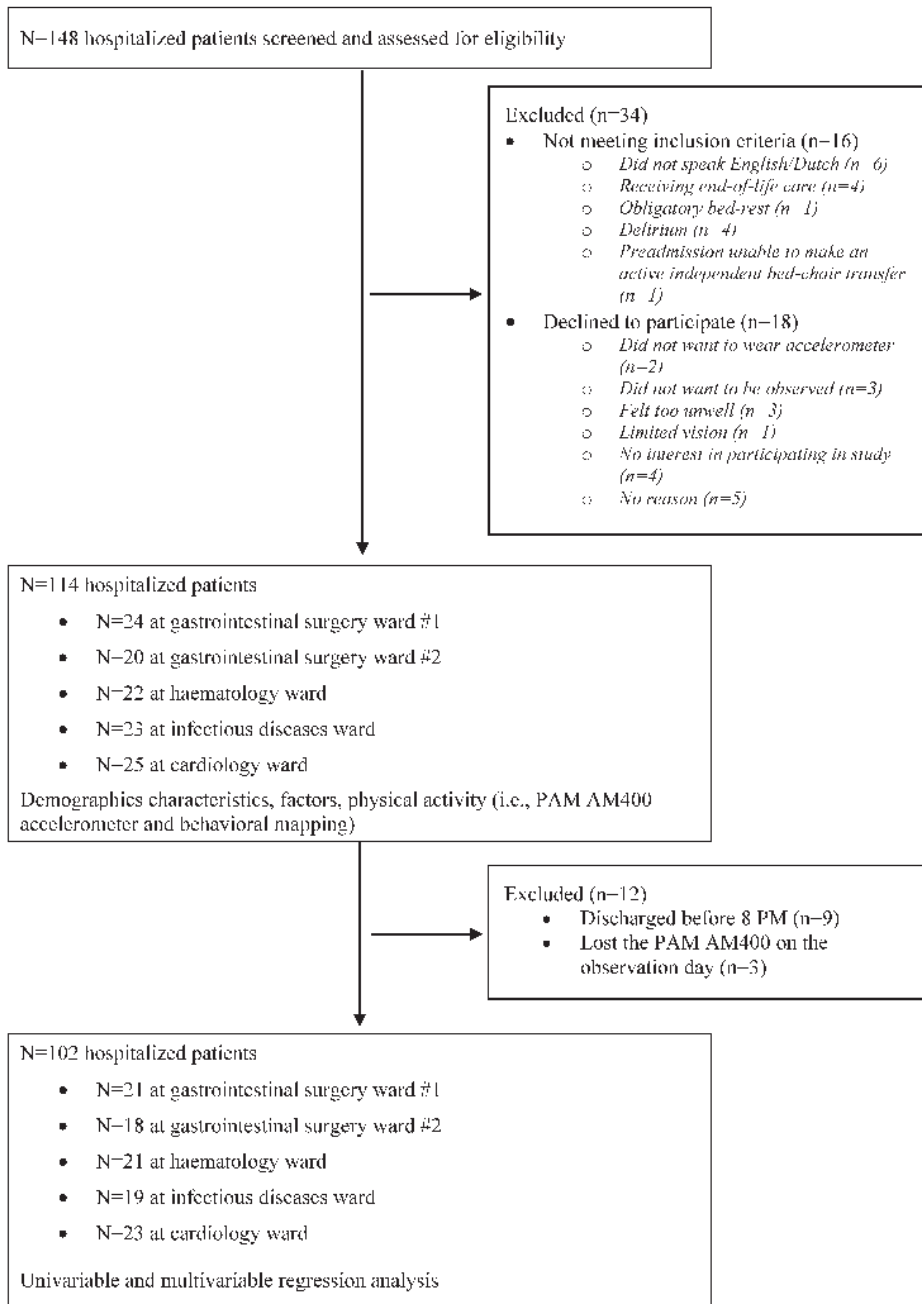 N=148 hospitalized patients screened and assessed for eligibility
Excluded (n=34)
• Not meeting inclusion criteria (n=16)
o Did not speak English/Dutch (n=6)
o Receiving end-of-life care (n=4)
o Obligatory bed-rest (n=1)
o Delirium (n=4)
o Preadmission unable to make an
active independent bed-chair transfer
(n=1)
• Declined to participate (n=18)
o Did not want to wear accelerometer
(n=2)
o Did not want to be observed (n=3)
o Felt too unwell (n=3)
o Limited vision (n=1)
o No interest in participating in study
(n=4)
o No reason (n=5)
N=114 hospitalized patients
• N=24 at gastrointestinal surgery ward #1
• N=20 at gastrointestinal surgery ward #2
• N=22 at haematology ward
• N=23 at infectious diseases ward
• N=25 at cardiology ward
Demographics characteristics, factors, physical activity (i.e., PAM AM400
accelerometer and behavioral mapping)
Excluded (n=12)
• Discharged before 8 PM (n=9)
• Lost the PAM AM400 on the
observation day (n=3)
N=102 hospitalized patients
• N=21 at gastrointestinal surgery ward #1
• N=18 at gastrointestinal surgery ward #2
• N=21 at haematology ward
• N=19 at infectious diseases ward
• N=23 at cardiology ward
Univariable and multivariable regression analysis